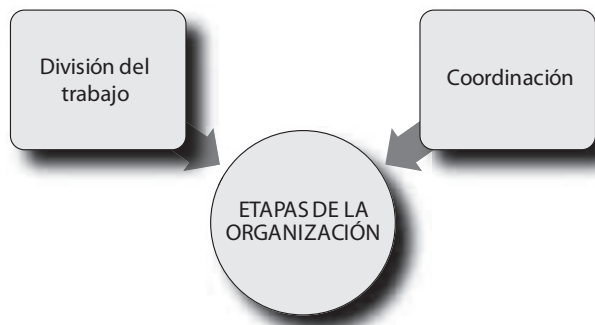 División del
trabajo
Coordinación
ETAPAS DE LA
ORGANIZACIÓN